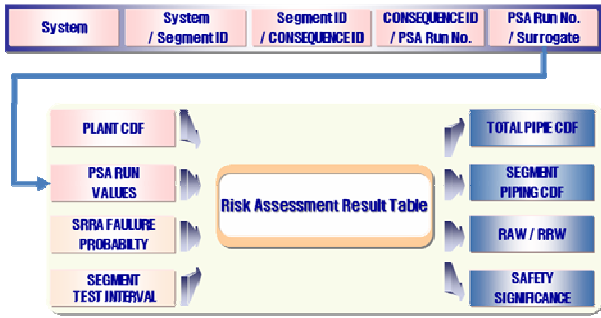 System
System
/ Segment ID
Segment ID
/ CONSEQUENCE ID
CONSEQUENCE ID
/ PSA Run No.
PSA Run No.
/ Surrogate
PLANT CDF
PSA RUN
VALUES
SRRA FAULURE
PROBABILTY
SEGMENT
TEST INTERVAL
Risk Assessment Result Table
TOTAL PIPIE CDF
SEGMENT
PIPING CDF
RAW / RRW
SAFETY
SIGNIFICANCE